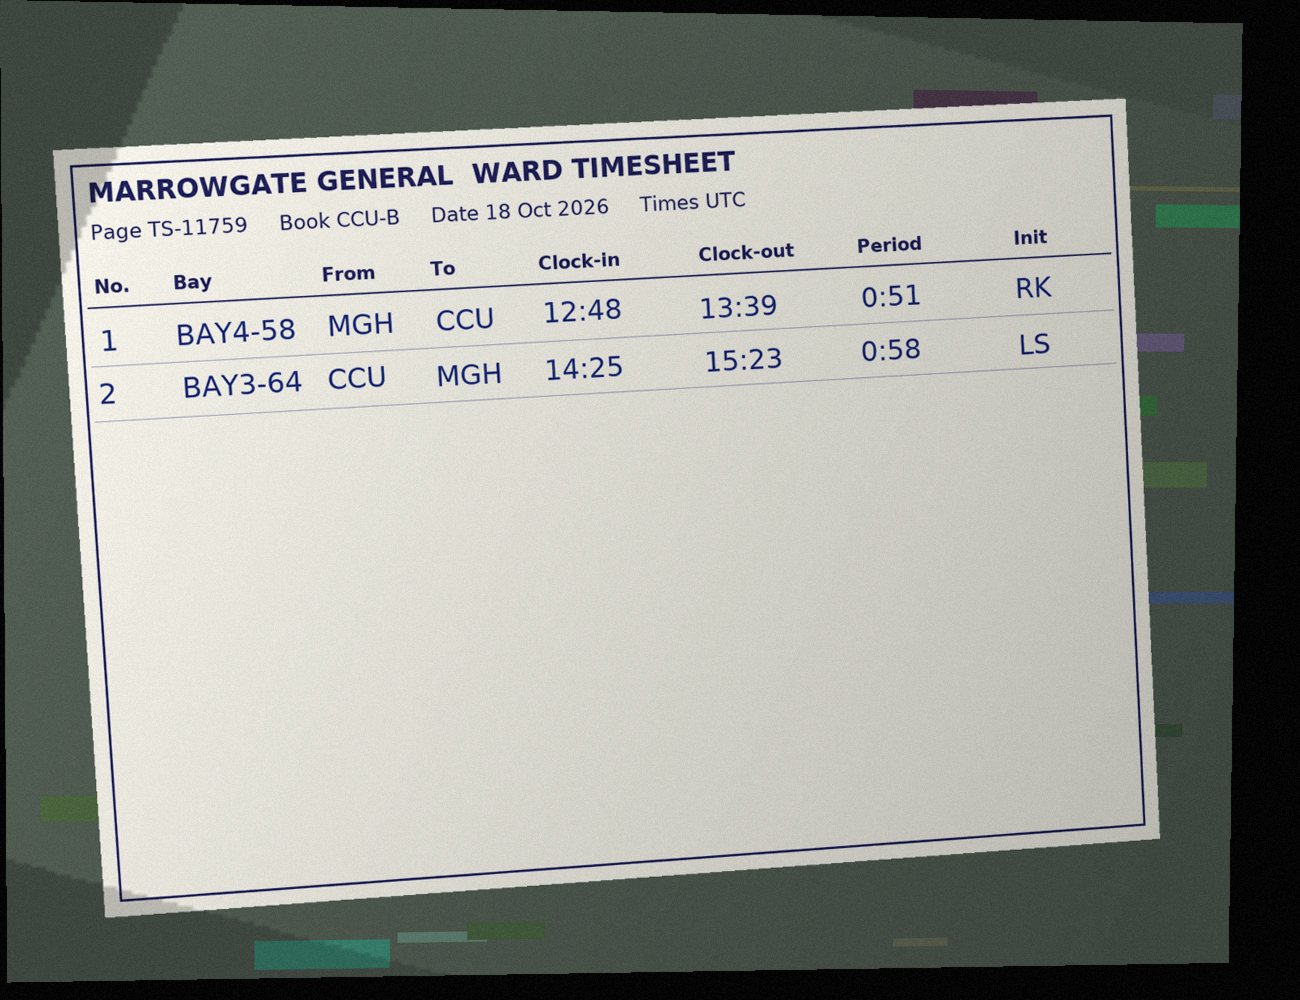 MARROWGATE GENERAL WARD TIMESHEET
Page TS-11759 Book CCU-B Date 18 Oct 2026 Times UTC
No. Bay From To Clock-in Clock-out Period Init
1 BAY4-58 MGH CCU 12:48 13:39 0:51 RK
2 BAY3-64 CCU MGH 14:25 15:23 0:58 LS